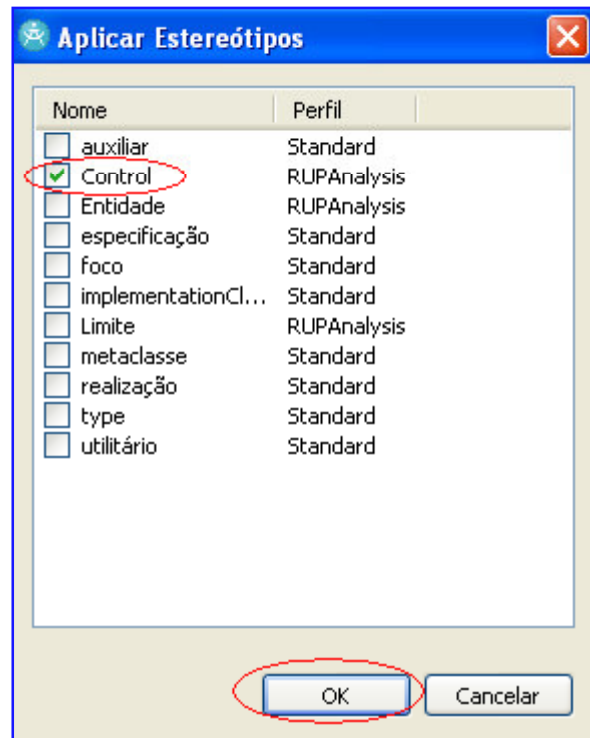 Aplicar Estereótipos
Nome Perfil
auxiliar Standard
Control RUPAnalysis
Entidade RUPAnalysis
especificação Standard
foco Standard
implementationCl... Standard
Limite RUPAnalysis
metaclasse Standard
realização Standard
type Standard
utilitário Standard
OK Cancelar